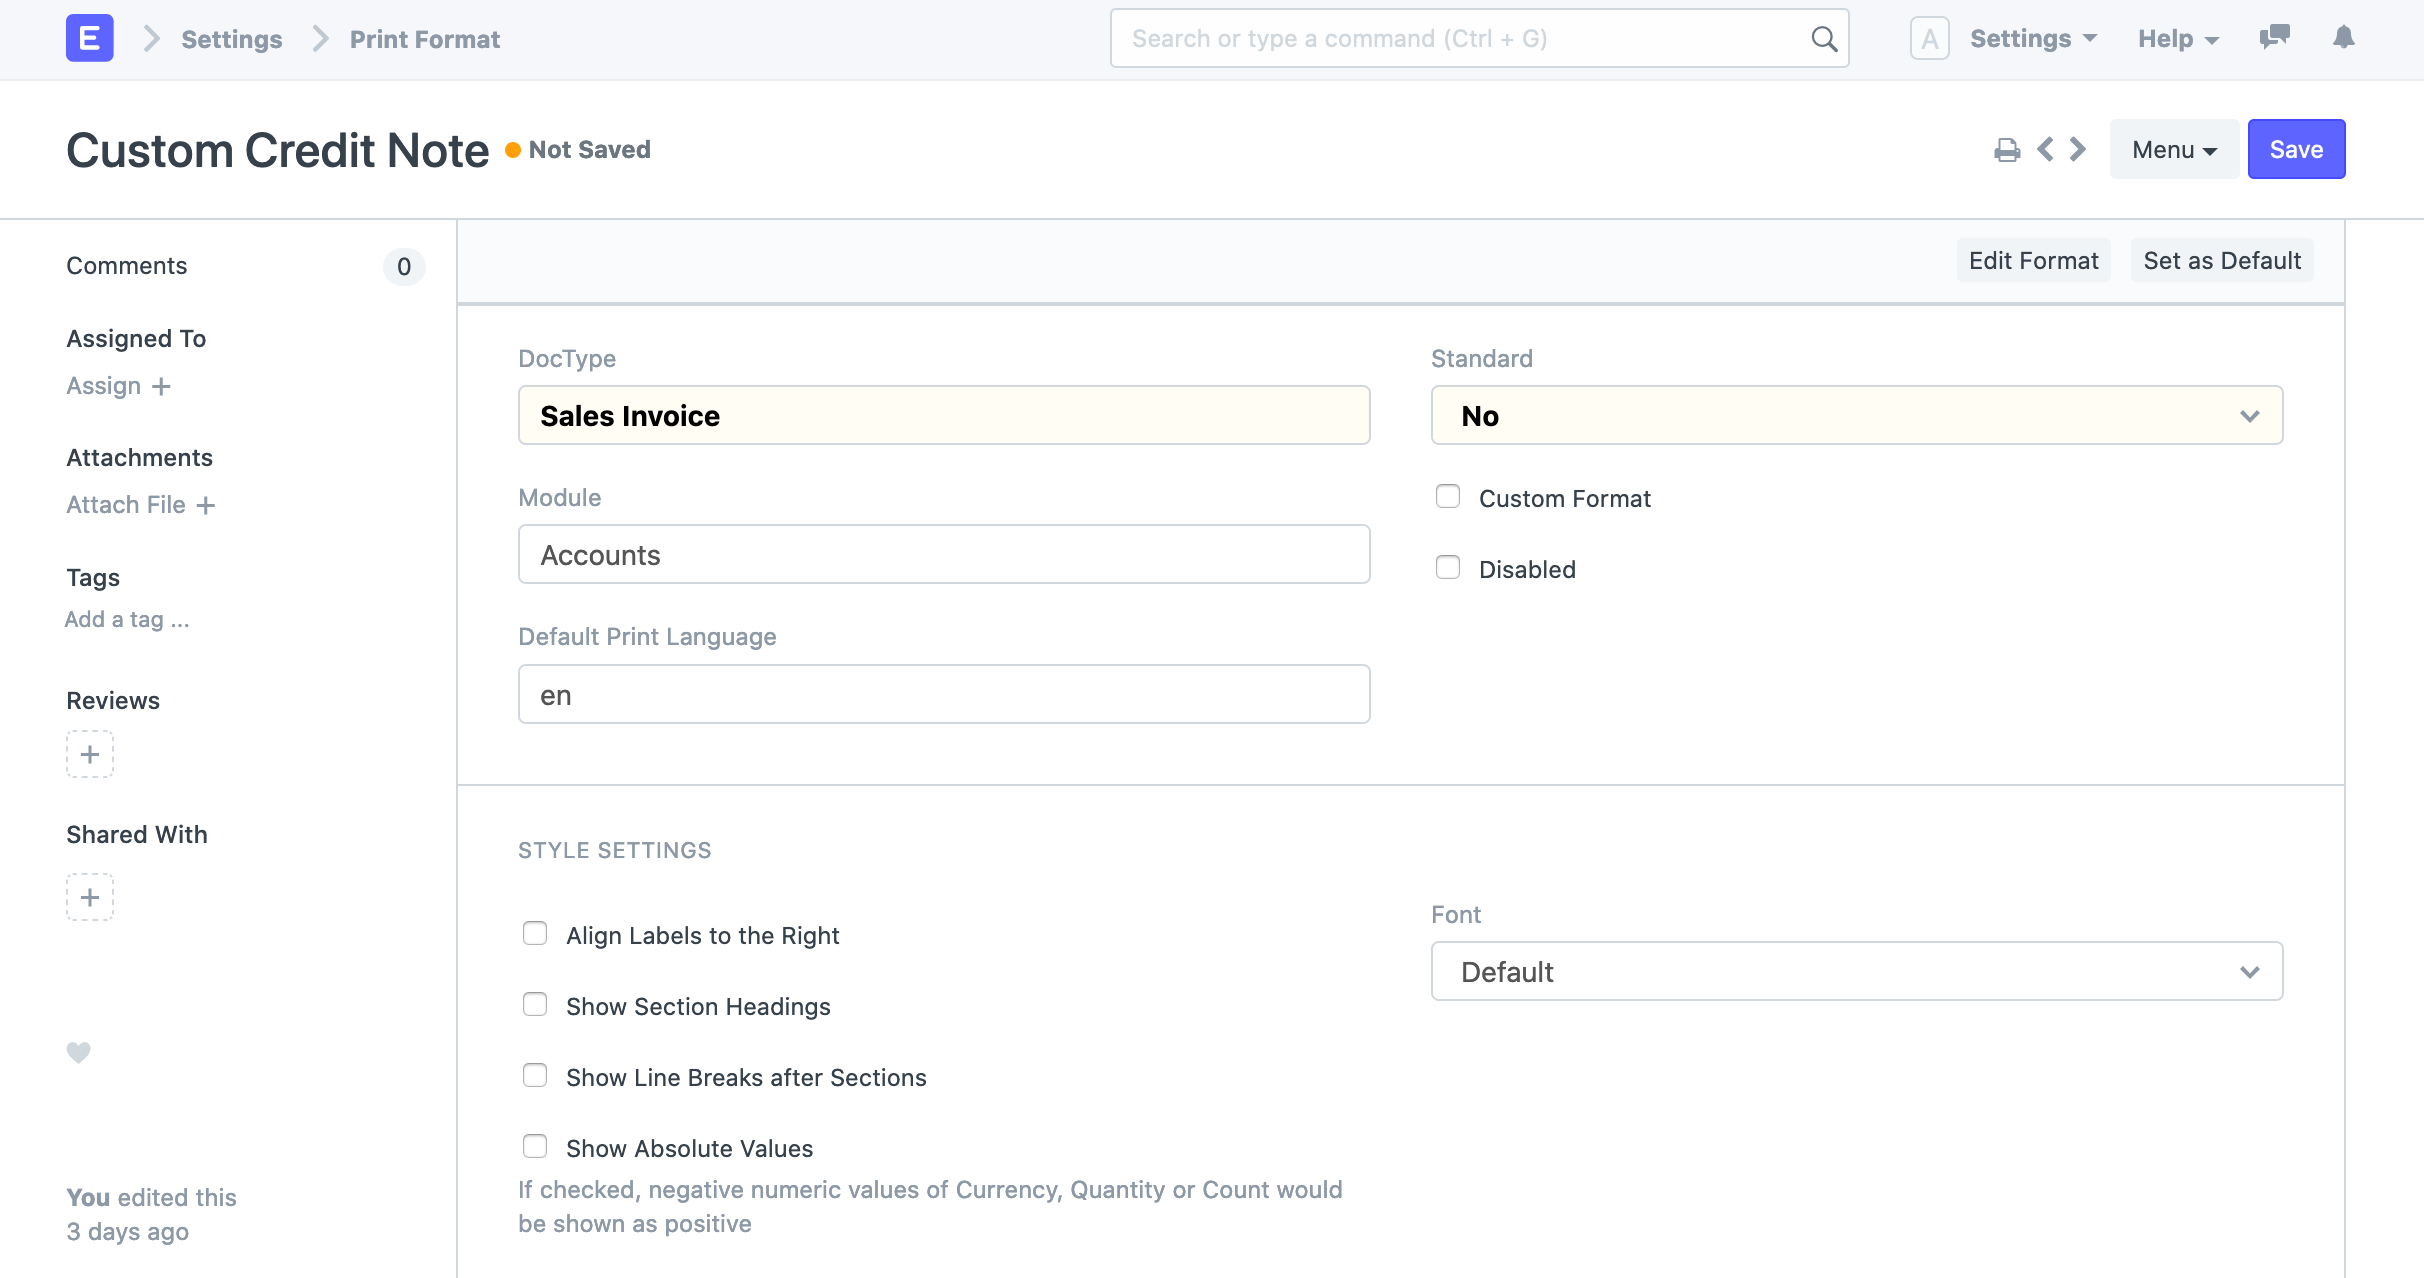 E
Settings
Print Format
Search or type a command (Ctrl + G)
A
Settings
Help
Custom Credit Note
Not Saved
Menu
Save
Comments
0
Assigned To
Assign +
Attachments
Attach File +
Tags
Add a tag ...
Reviews
+
Shared With
+
You edited this
3 days ago
Edit Format
Set as Default
DocType
Sales Invoice
Module
Accounts
Default Print Language
en
Standard
No
Custom Format
Disabled
STYLE SETTINGS
Align Labels to the Right
Show Section Headings
Show Line Breaks after Sections
Show Absolute Values
If checked, negative numeric values of Currency, Quantity or Count would
be shown as positive
Font
Default